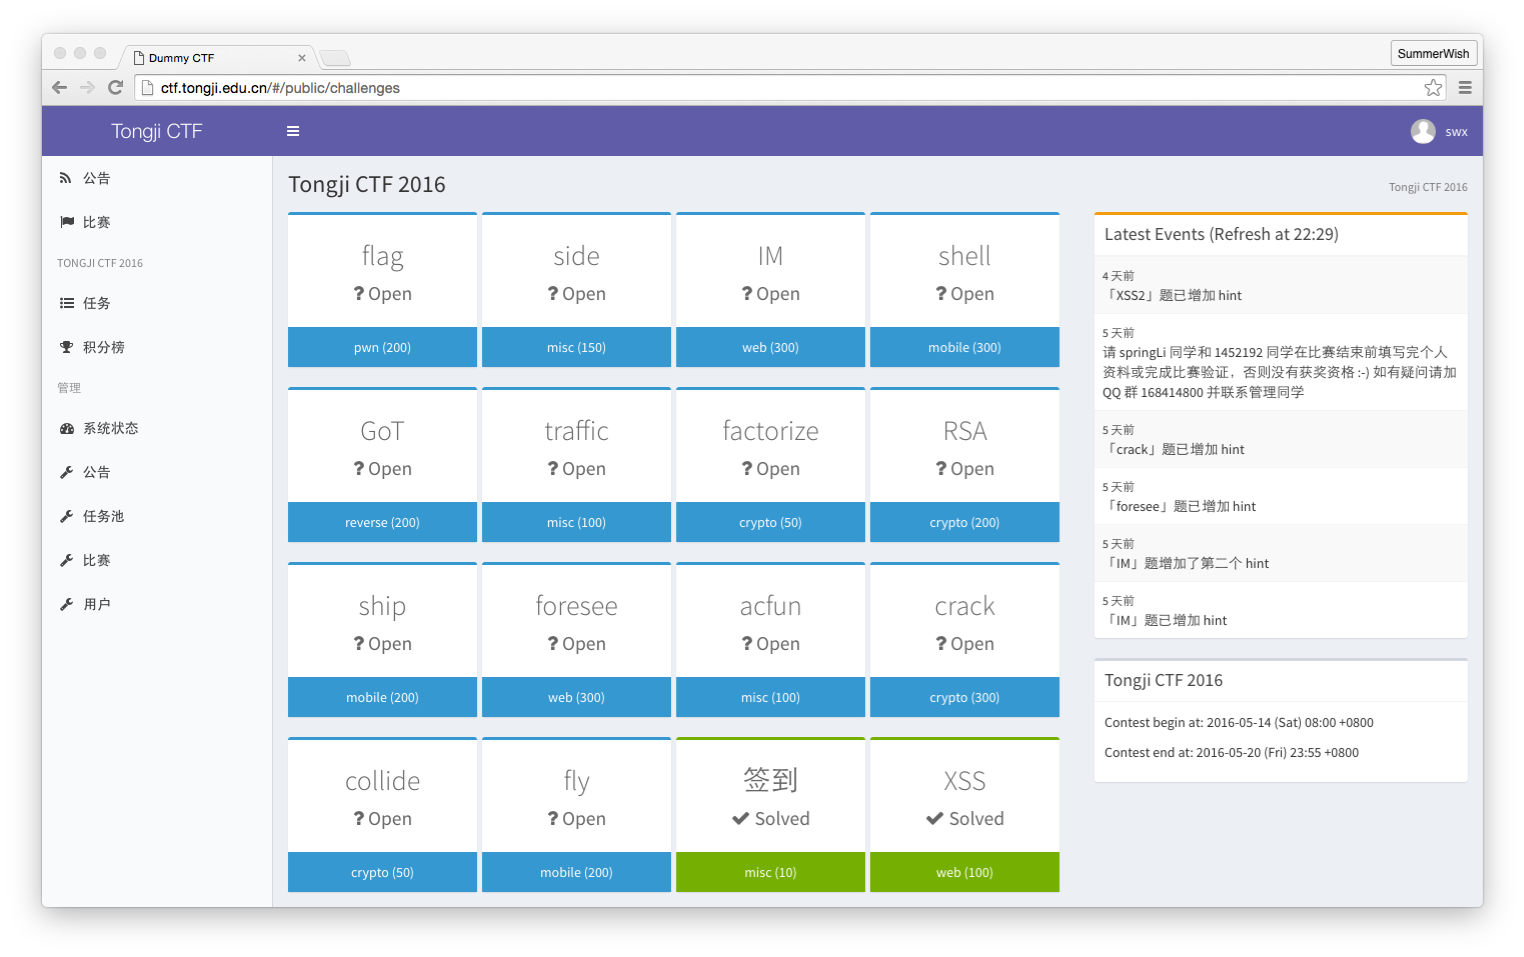 Dummy CTF
SummerWish
ctf.tongji.edu.cn/#/public/challenges
Tongji CTF
swx
公告
比赛
TONGJI CTF 2016
任务
积分榜
管理
系统状态
公告
任务池
比赛
用户
Tongji CTF 2016
Tongji CTF 2016
flag
? Open
pwn (200)
side
? Open
misc (150)
IM
? Open
web (300)
shell
? Open
mobile (300)
GoT
? Open
reverse (200)
traffic
? Open
misc (100)
factorize
? Open
crypto (50)
RSA
? Open
crypto (200)
ship
? Open
mobile (200)
foresee
? Open
web (300)
acfun
? Open
misc (100)
crack
? Open
crypto (300)
collide
? Open
crypto (50)
fly
? Open
mobile (200)
签到
Solved
misc (10)
XSS
Solved
web (100)
Latest Events (Refresh at 22:29)
4 天前
「XSS2」题已增加 hint
5 天前
请 springLi 同学和 1452192 同学在比赛结束前填写完个人
资料或完成比赛验证，否则没有获奖资格 :-) 如有疑问请加
QQ 群 168414800 并联系管理同学
5 天前
「crack」题已增加 hint
5 天前
「foresee」题已增加 hint
5 天前
「IM」题增加了第二个 hint
5 天前
「IM」题已增加 hint
Tongji CTF 2016
Contest begin at: 2016-05-14 (Sat) 08:00 +0800
Contest end at: 2016-05-20 (Fri) 23:55 +0800